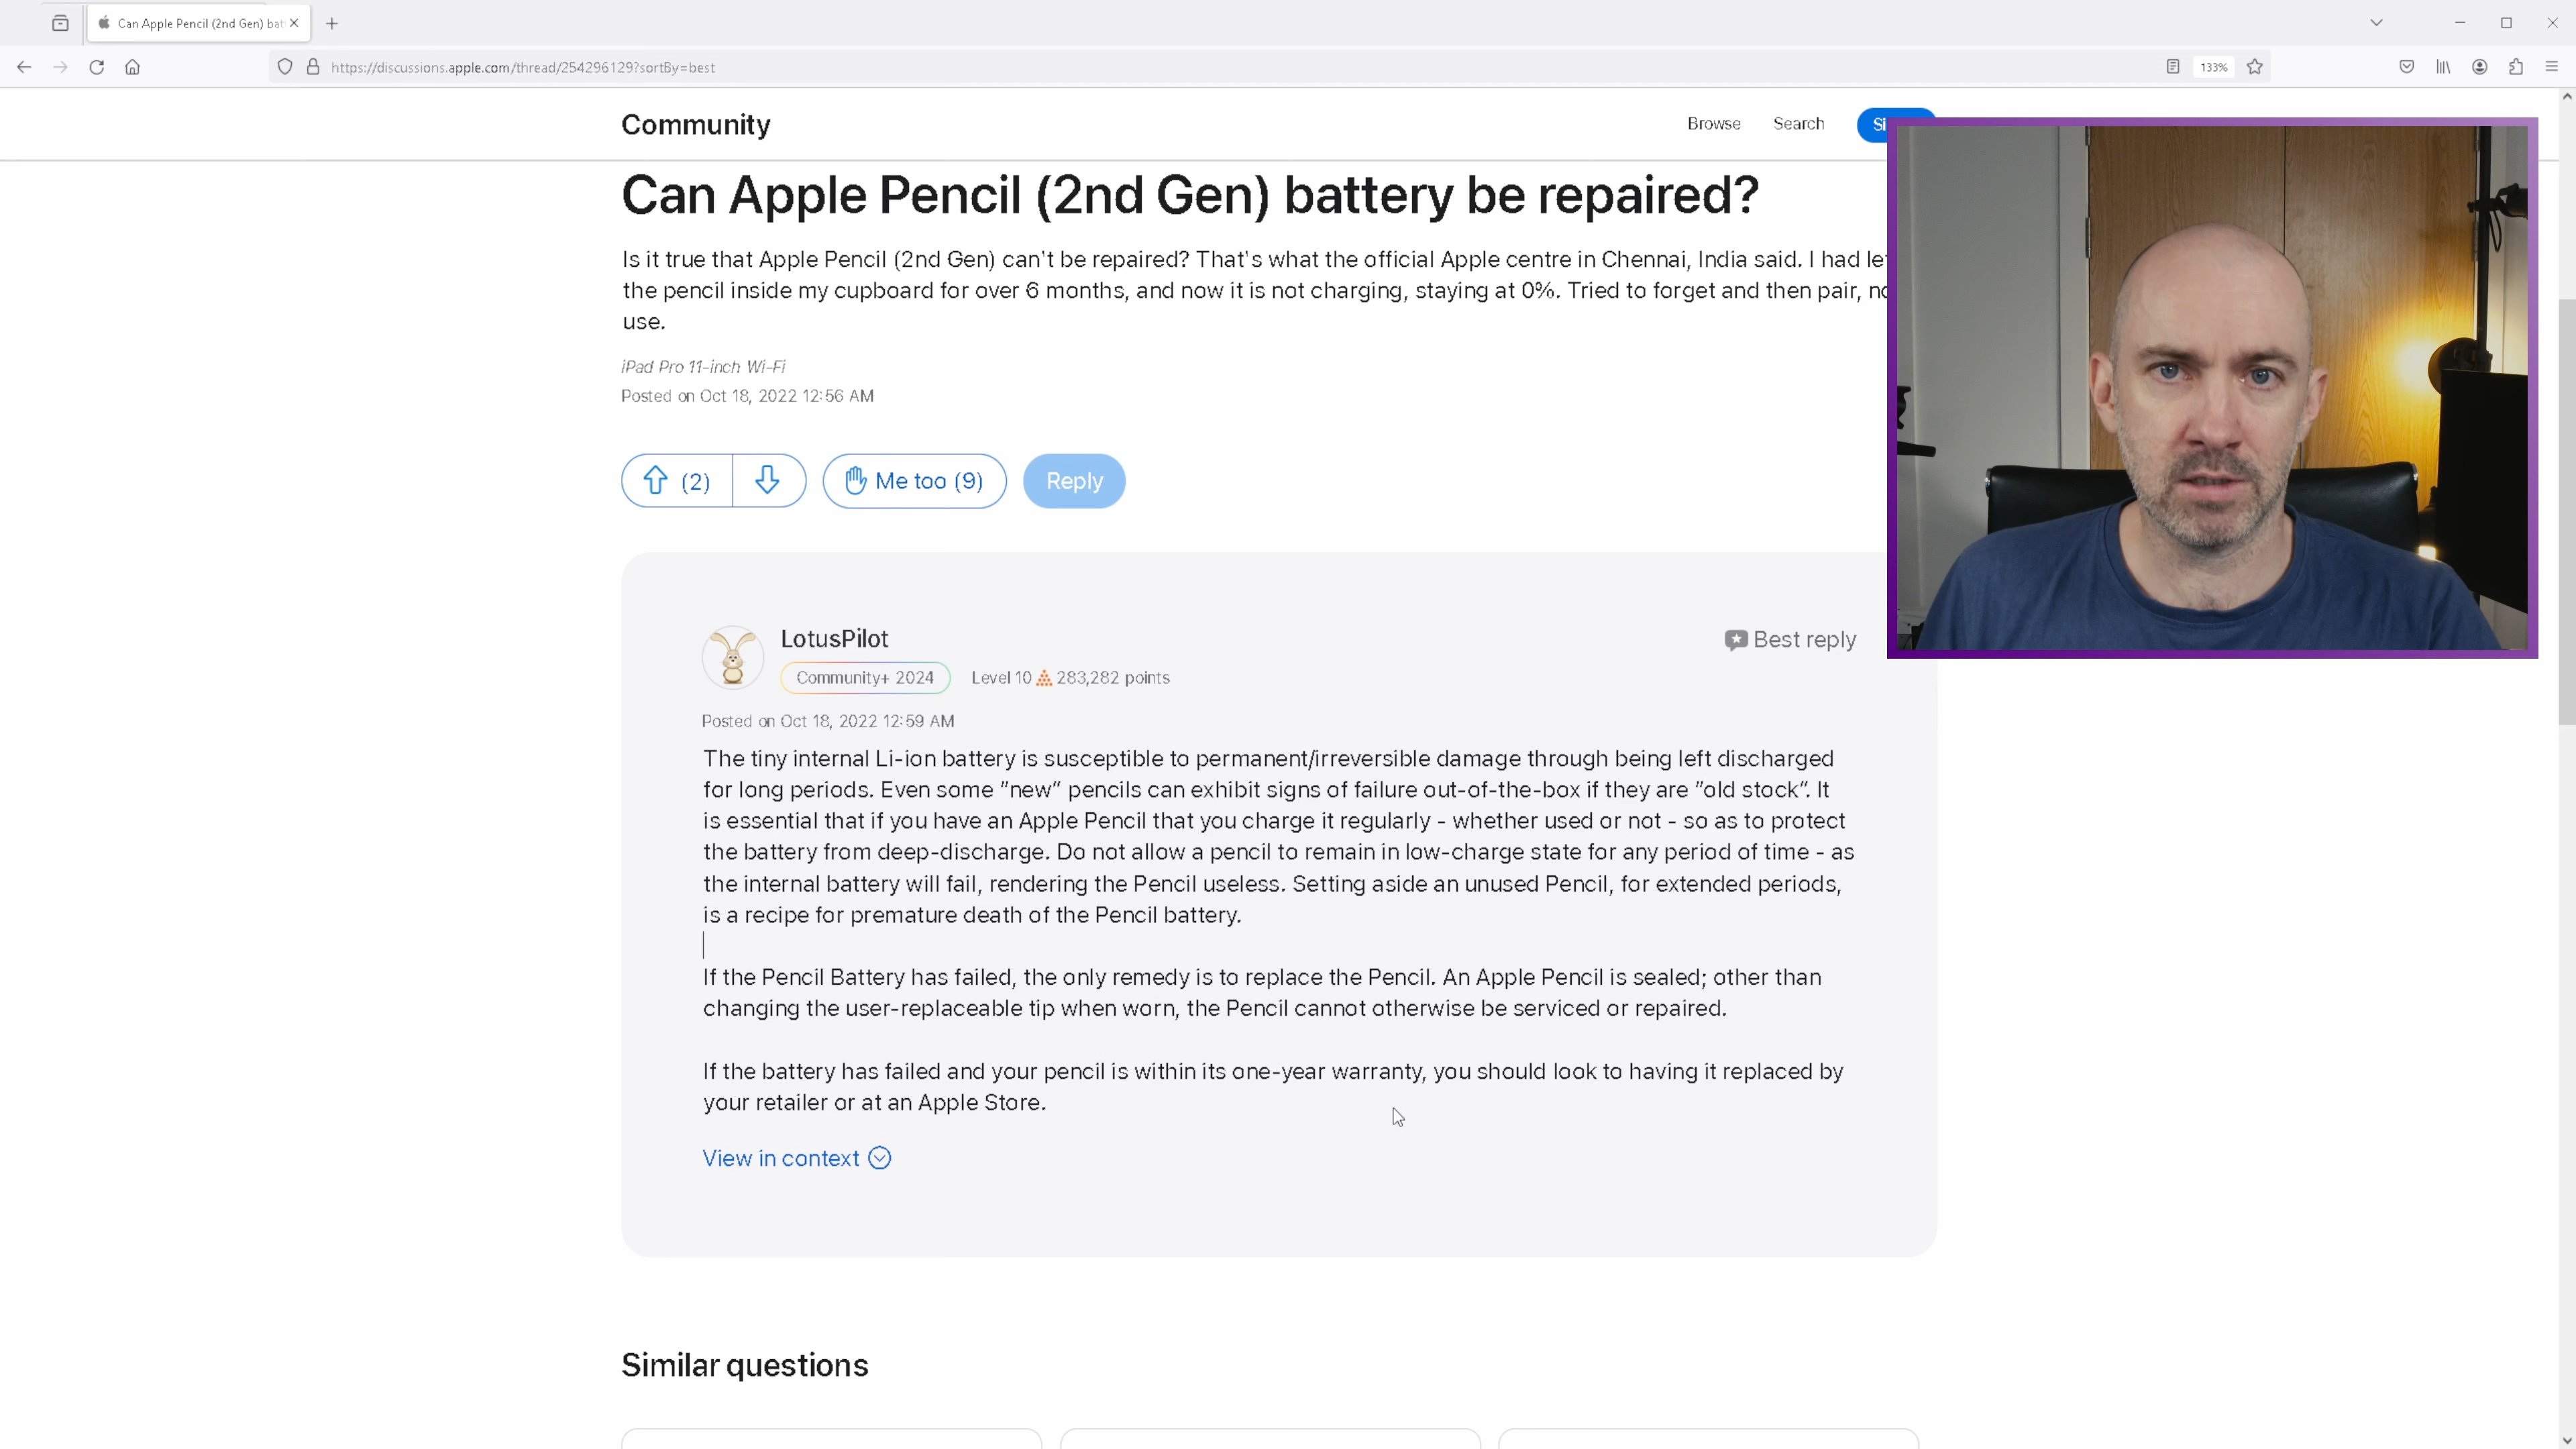 Can Apple Pencil (2nd Gen) bat
https://discussions.apple.com/thread/254296129?sortBy=best
133%
Community
Browse
Search
Can Apple Pencil (2nd Gen) battery be repaired?
Is it true that Apple Pencil (2nd Gen) can't be repaired? That's what the official Apple centre in Chennai, India said. I had le
the pencil inside my cupboard for over 6 months, and now it is not charging, staying at 0%. Tried to forget and then pair, no
use.
iPad Pro 11-inch Wi-Fi
Posted on Oct 18, 2022 12:56 AM
(2)
Me too (9)
Reply
LotusPilot
Best reply
Community+ 2024
Level 10 283,282 points
Posted on Oct 18, 2022 12:59 AM
The tiny internal Li-ion battery is susceptible to permanent/irreversible damage through being left discharged
for long periods. Even some "new" pencils can exhibit signs of failure out-of-the-box if they are "old stock". It
is essential that if you have an Apple Pencil that you charge it regularly - whether used or not - so as to protect
the battery from deep-discharge. Do not allow a pencil to remain in low-charge state for any period of time - as
the internal battery will fail, rendering the Pencil useless. Setting aside an unused Pencil, for extended periods,
is a recipe for premature death of the Pencil battery.
If the Pencil Battery has failed, the only remedy is to replace the Pencil. An Apple Pencil is sealed; other than
changing the user-replaceable tip when worn, the Pencil cannot otherwise be serviced or repaired.
If the battery has failed and your pencil is within its one-year warranty, you should look to having it replaced by
your retailer or at an Apple Store.
View in context
Similar questions